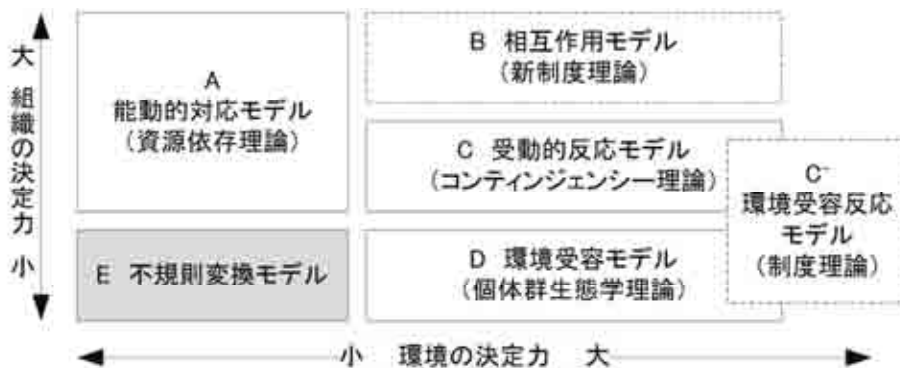 大 組織の決定力 小
A
能動的対応モデル
(資源依存理論)
B 相互作用モデル
(新制度理論)
C 受動的反応モデル
(コンティンジェンシー理論)
C-
環境受容反応
モデル
(制度理論)
E 不規則変換モデル
D 環境受容モデル
(個体群生態学理論)
小 環境の決定力 大